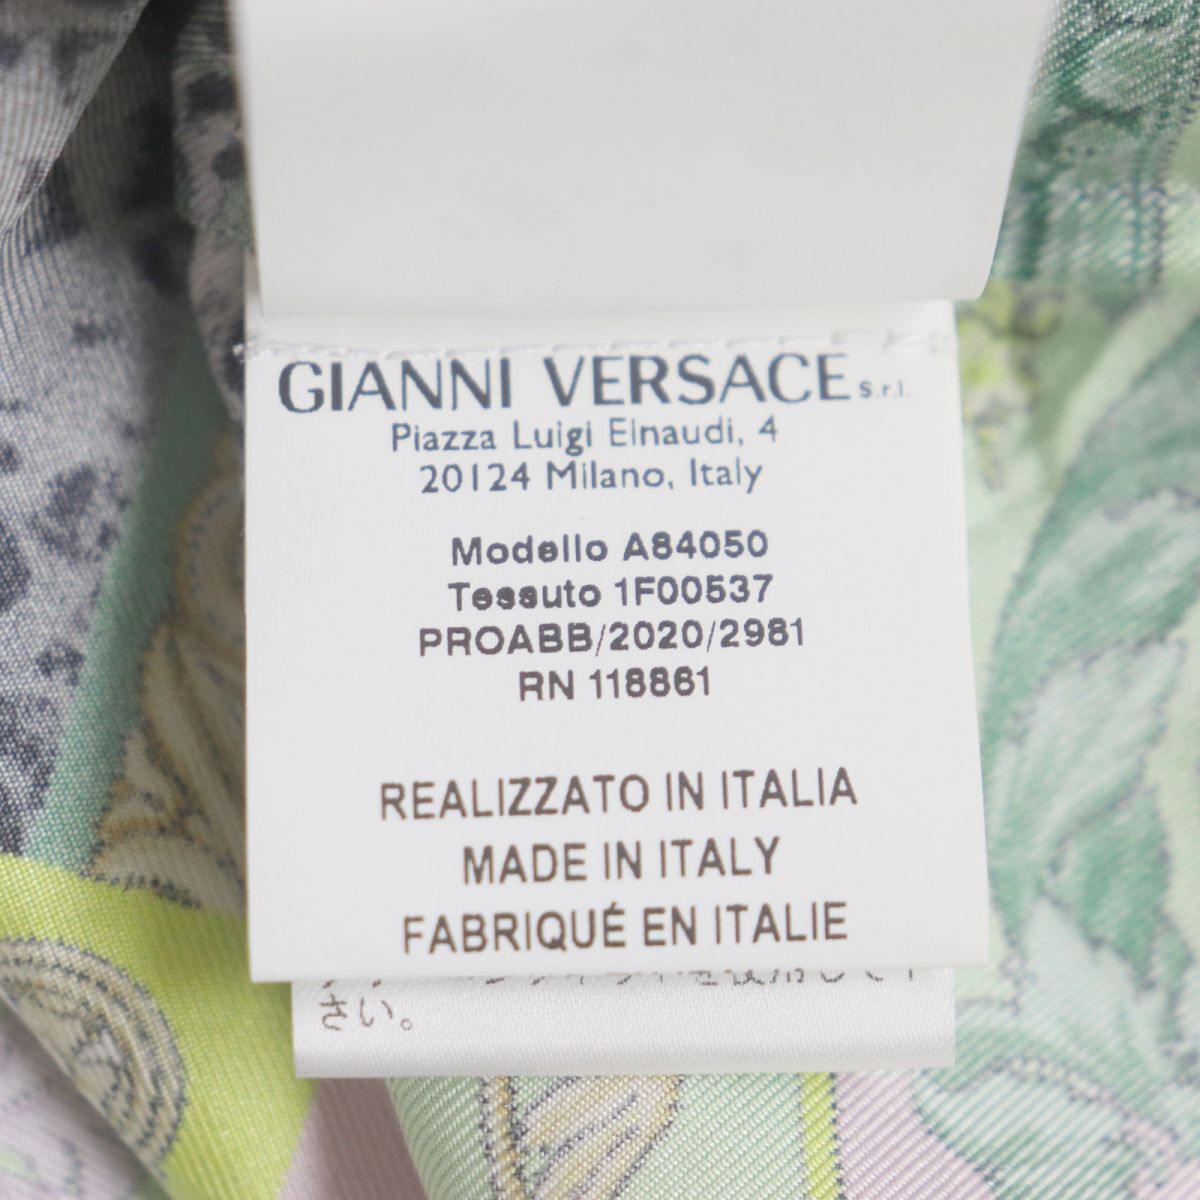 GIANNI VERSACE s.r.l.
Piazza Luigi Einaudi, 4
20124 Milano, Italy
Modello A84050
Tessuto 1F00537
PROABB/2020/2981
RN 118861
REALIZZATO IN ITALIA
MADE IN ITALY
FABRIQUÉ EN ITALIE
さい。